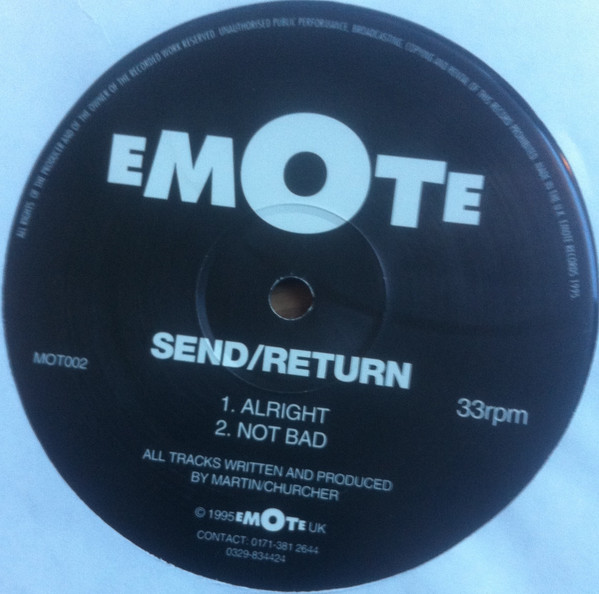 ALL RIGHTS OF THE PRODUCER AND OF THE OWNER OF THE RECORDED WORK RESERVED. UNAUTHORISED PUBLIC PERFORMANCE, BROADCASTING, COPYING AND RENTAL OF THIS RECORD PROHIBITED. MADE IN THE U.K. EMOTE RECORDS 1995
EMOTE
SEND/RETURN
MOT002
33rpm
1. ALRIGHT
2. NOT BAD
ALL TRACKS WRITTEN AND PRODUCED
BY MARTIN/CHURCHER
© 1995 EMOTE UK
CONTACT: 0171-381 2644
0329-834424